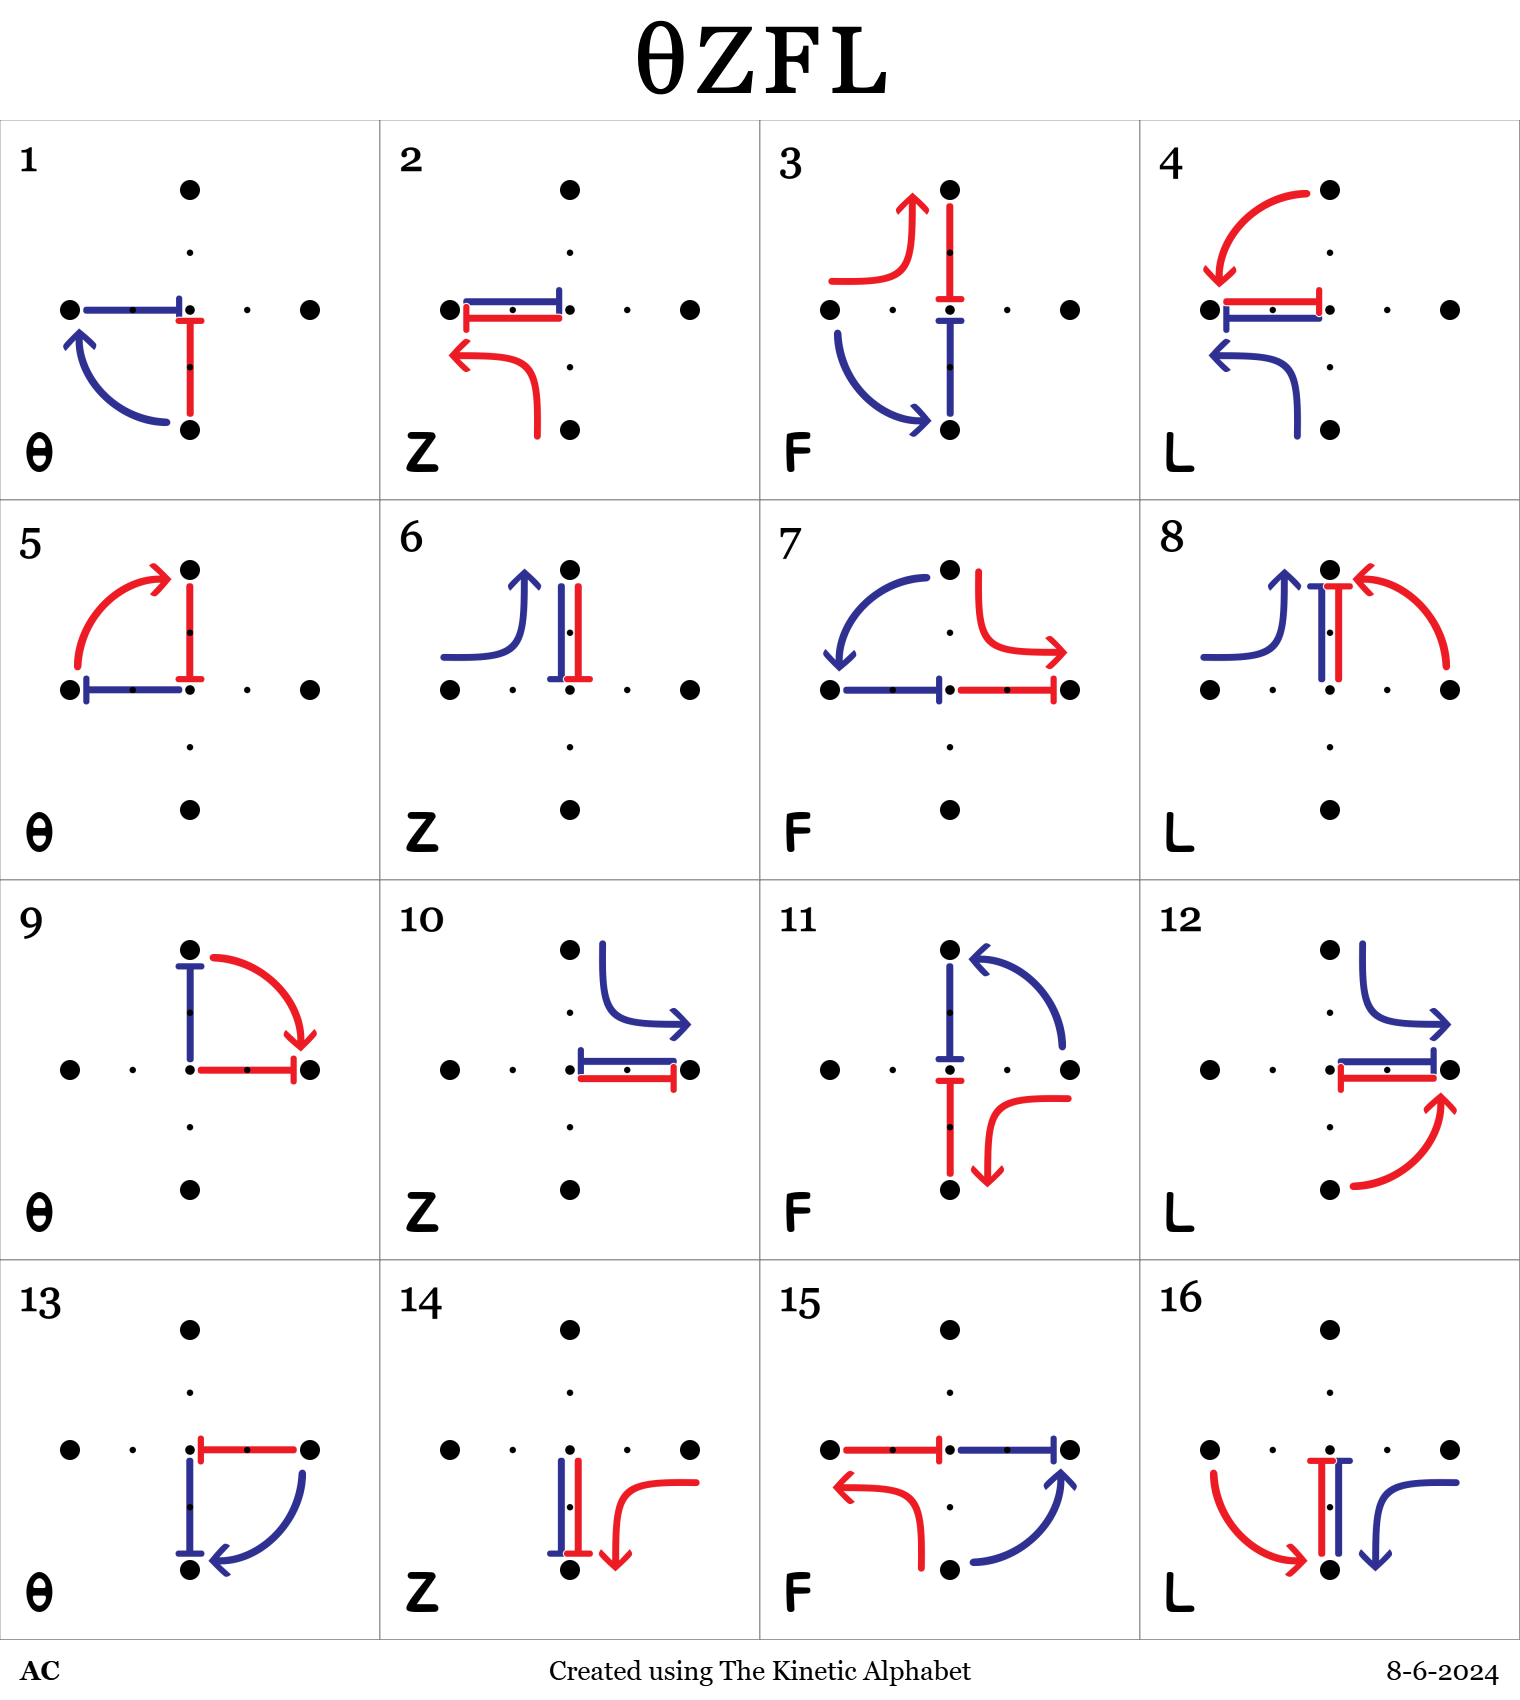 θZFL
1 2 3 4
θ Z F L
5 6 7 8
θ Z F L
9 10 11 12
θ Z F L
13 14 15 16
θ Z F L
AC Created using The Kinetic Alphabet 8-6-2024